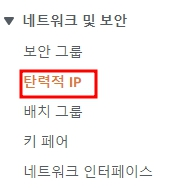 네트워크 및 보안
보안 그룹
탄력적 IP
배치 그룹
키 페어
네트워크 인터페이스